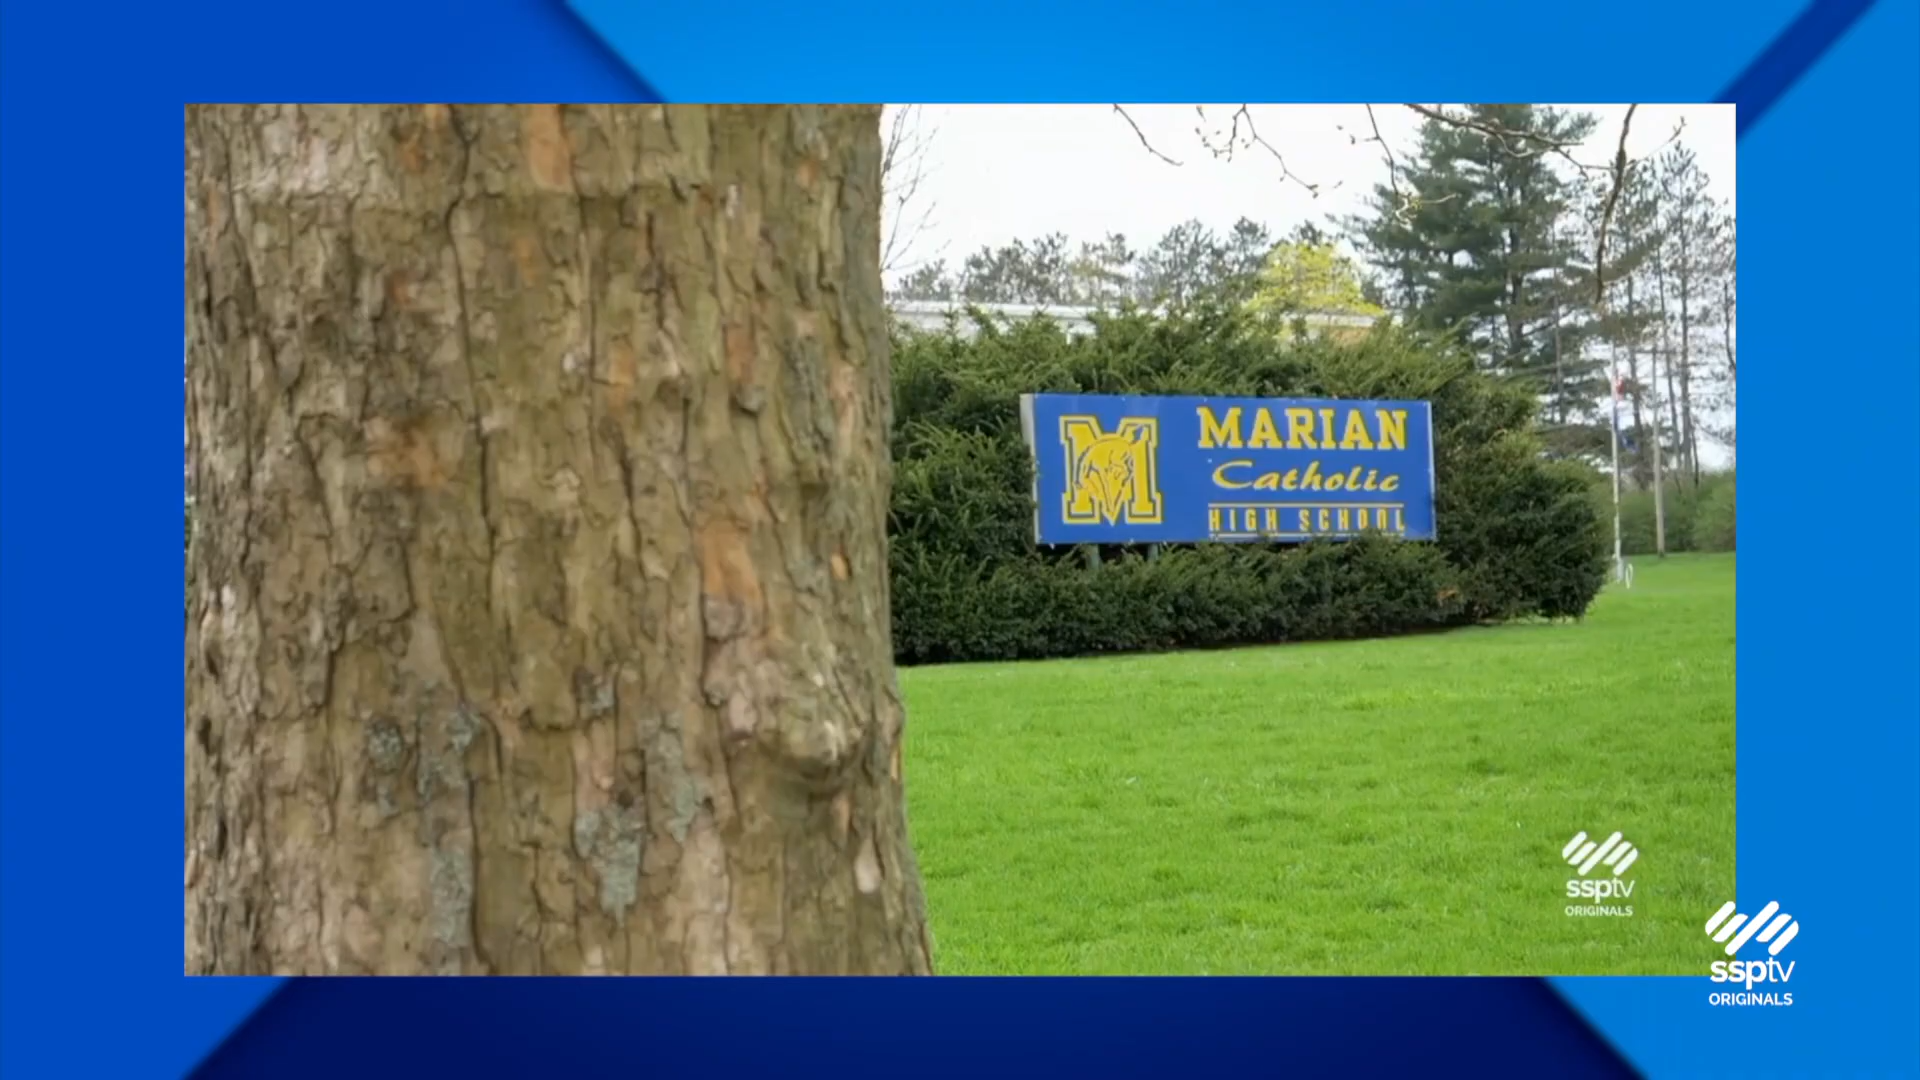 M
MARIAN
Catholic
HIGH SCHOOL
ssptv
ORIGINALS
ssptv
ORIGINALS